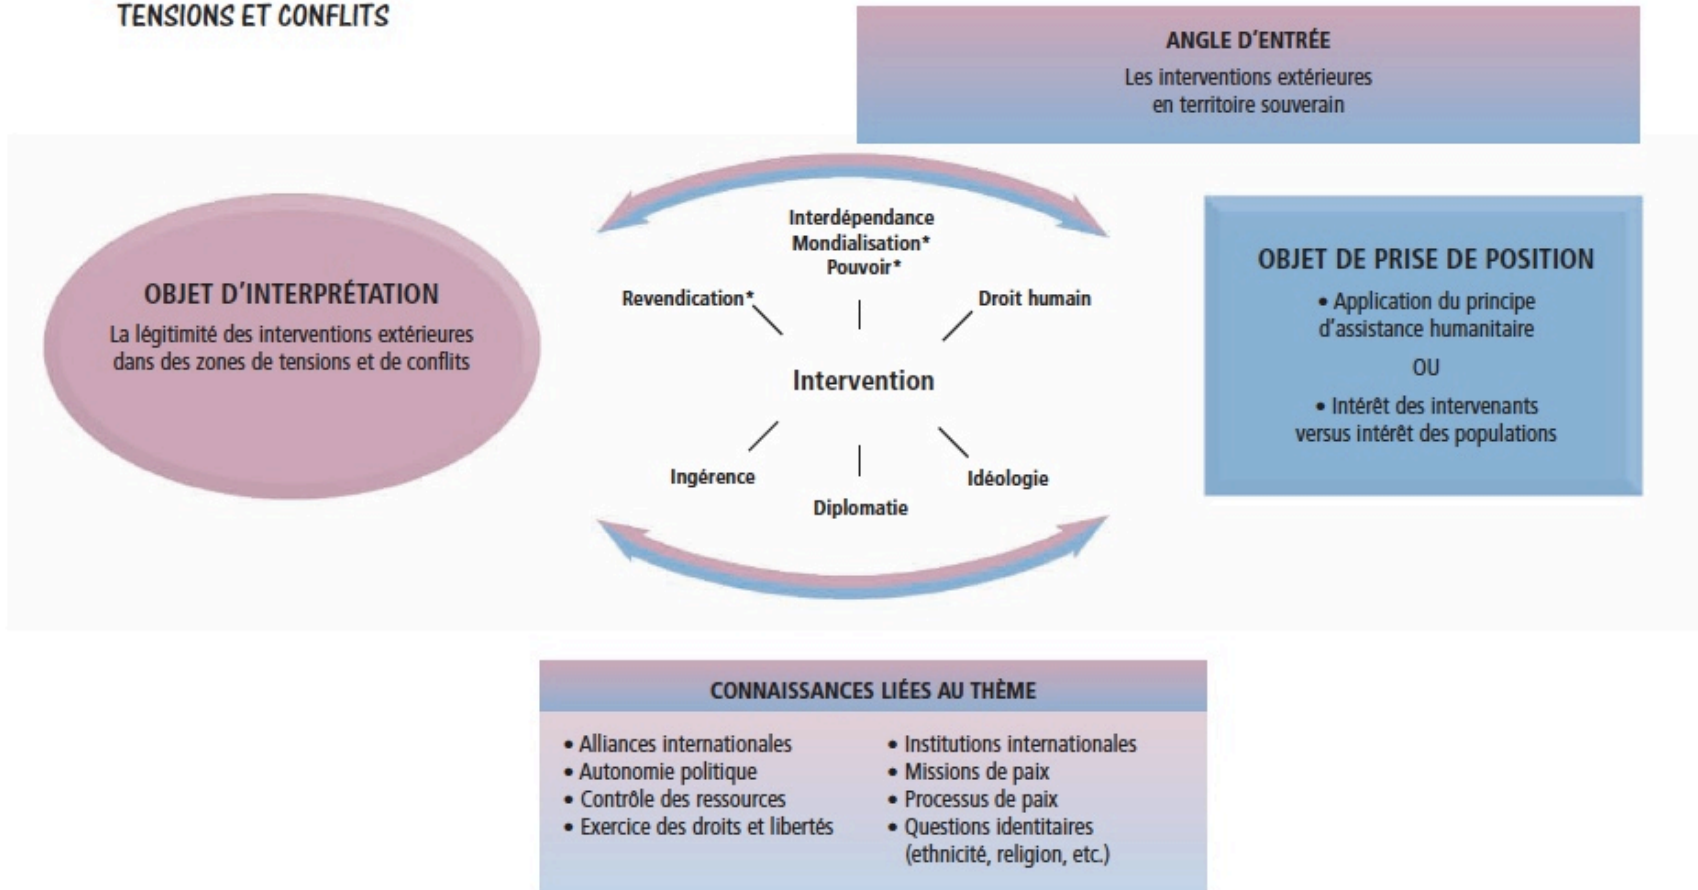 TENSIONS ET CONFLITS
ANGLE D'ENTRÉE
Les interventions extérieures
en territoire souverain
OBJET D'INTERPRÉTATION
La légitimité des interventions extérieures
dans des zones de tensions et de conflits
Interdépendance
Mondialisation*
Pouvoir*
Revendication*
Droit humain
Intervention
Ingérence
Diplomatie
Idéologie
OBJET DE PRISE DE POSITION
• Application du principe
d'assistance humanitaire
OU
• Intérêt des intervenants
versus intérêt des populations
CONNAISSANCES LIÉES AU THÈME
• Alliances internationales
• Autonomie politique
• Contrôle des ressources
• Exercice des droits et libertés
• Institutions internationales
• Missions de paix
• Processus de paix
• Questions identitaires
(ethnicité, religion, etc.)